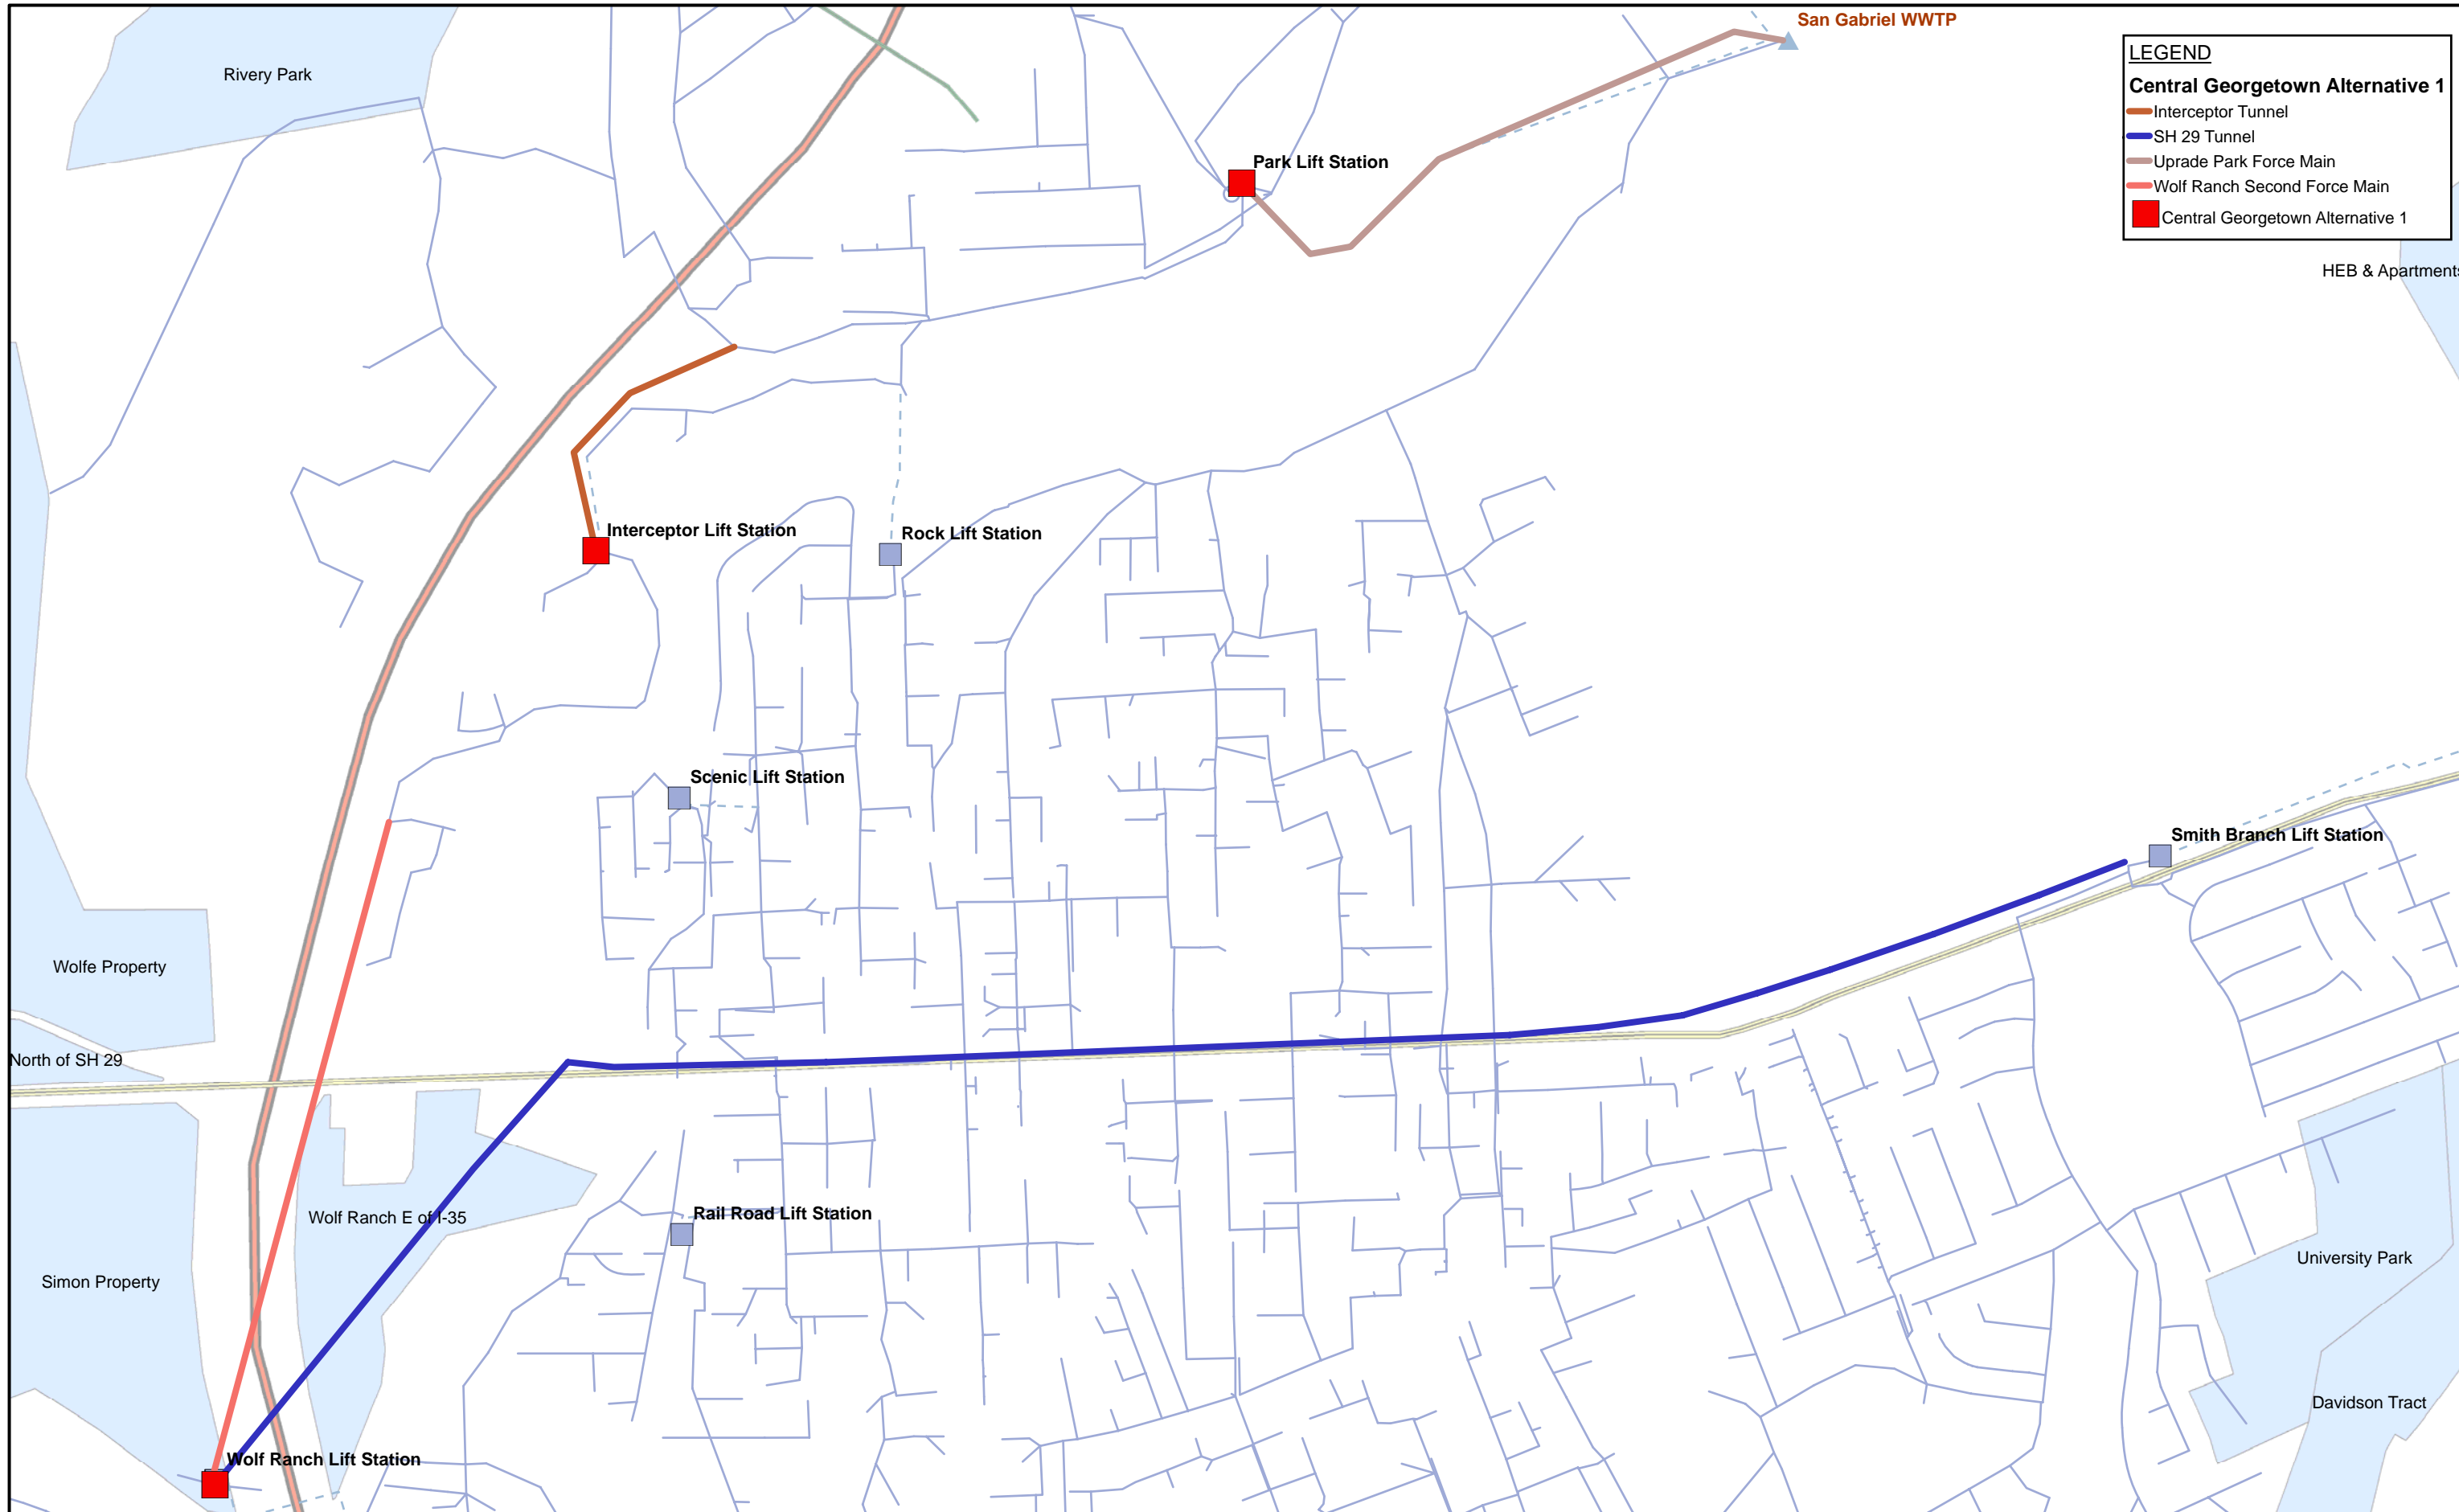 San Gabriel WWTP
Rivery Park
LEGEND
Central Georgetown Alternative 1
Interceptor Tunnel
SH 29 Tunnel
Uprade Park Force Main
Wolf Ranch Second Force Main
Central Georgetown Alternative 1
Park Lift Station
HEB & Apartments
Interceptor Lift Station
Rock Lift Station
Scenic Lift Station
Smith Branch Lift Station
Wolfe Property
North of SH 29
Wolf Ranch E of I-35
Rail Road Lift Station
University Park
Simon Property
Davidson Tract
Wolf Ranch Lift Station